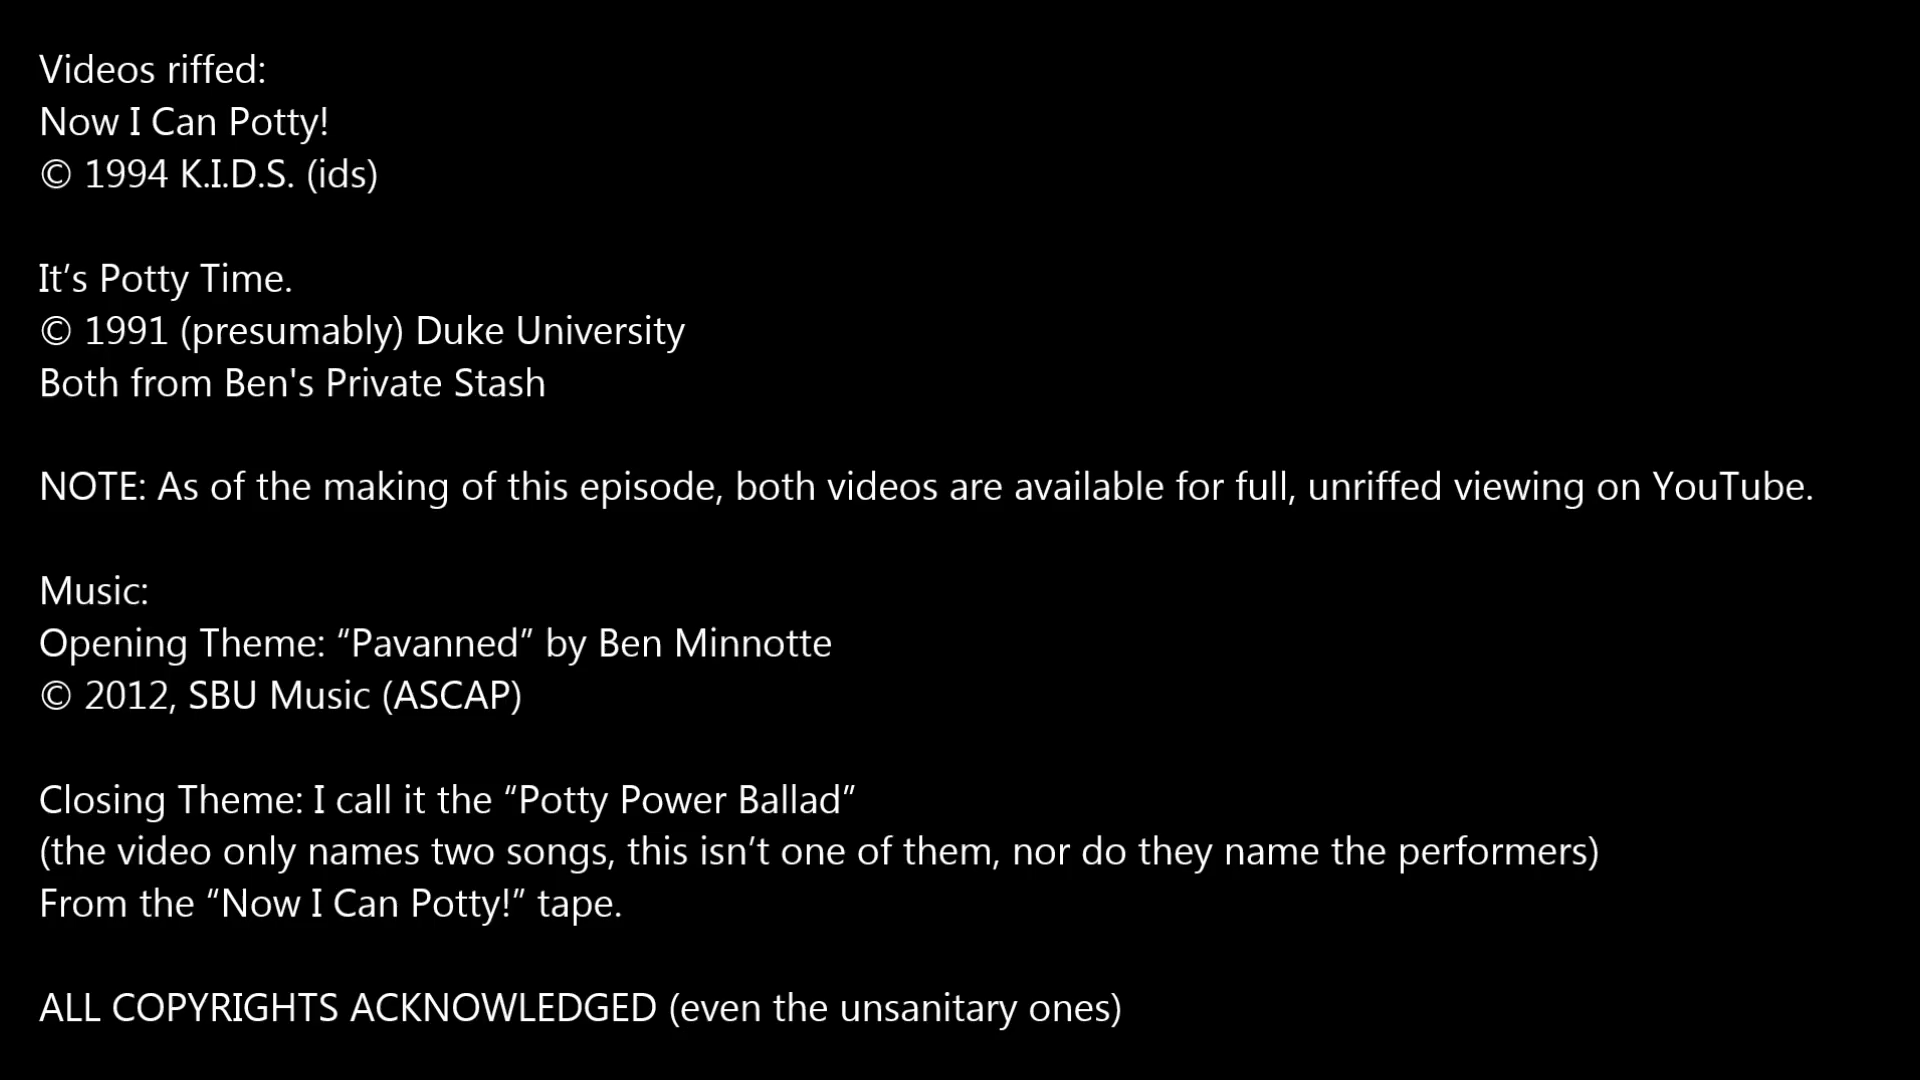 Videos riffed:
Now I Can Potty!
© 1994 K.I.D.S. (ids)
It’s Potty Time.
© 1991 (presumably) Duke University
Both from Ben's Private Stash
NOTE: As of the making of this episode, both videos are available for full, unriffed viewing on YouTube.
Music:
Opening Theme: “Pavanned” by Ben Minnotte
© 2012, SBU Music (ASCAP)
Closing Theme: I call it the “Potty Power Ballad”
(the video only names two songs, this isn’t one of them, nor do they name the performers)
From the “Now I Can Potty!” tape.
ALL COPYRIGHTS ACKNOWLEDGED (even the unsanitary ones)